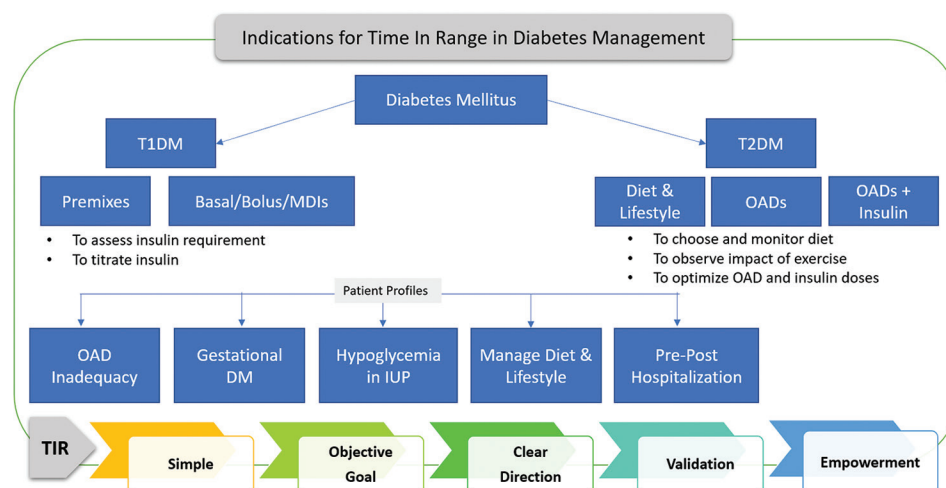 Indications for Time In Range in Diabetes Management
Diabetes Mellitus
T1DM
T2DM
Premixes
Basal/Bolus/MDIs
Diet &
Lifestyle
OADs
OADs +
Insulin
• To assess insulin requirement
• To titrate insulin
• To choose and monitor diet
• To observe impact of exercise
• To optimize OAD and insulin doses
Patient Profiles
OAD
Inadequacy
Gestational
DM
Hypoglycemia
in IUP
Manage Diet &
Lifestyle
Pre-Post
Hospitalization
TIR
Simple
Objective
Goal
Clear
Direction
Validation
Empowerment